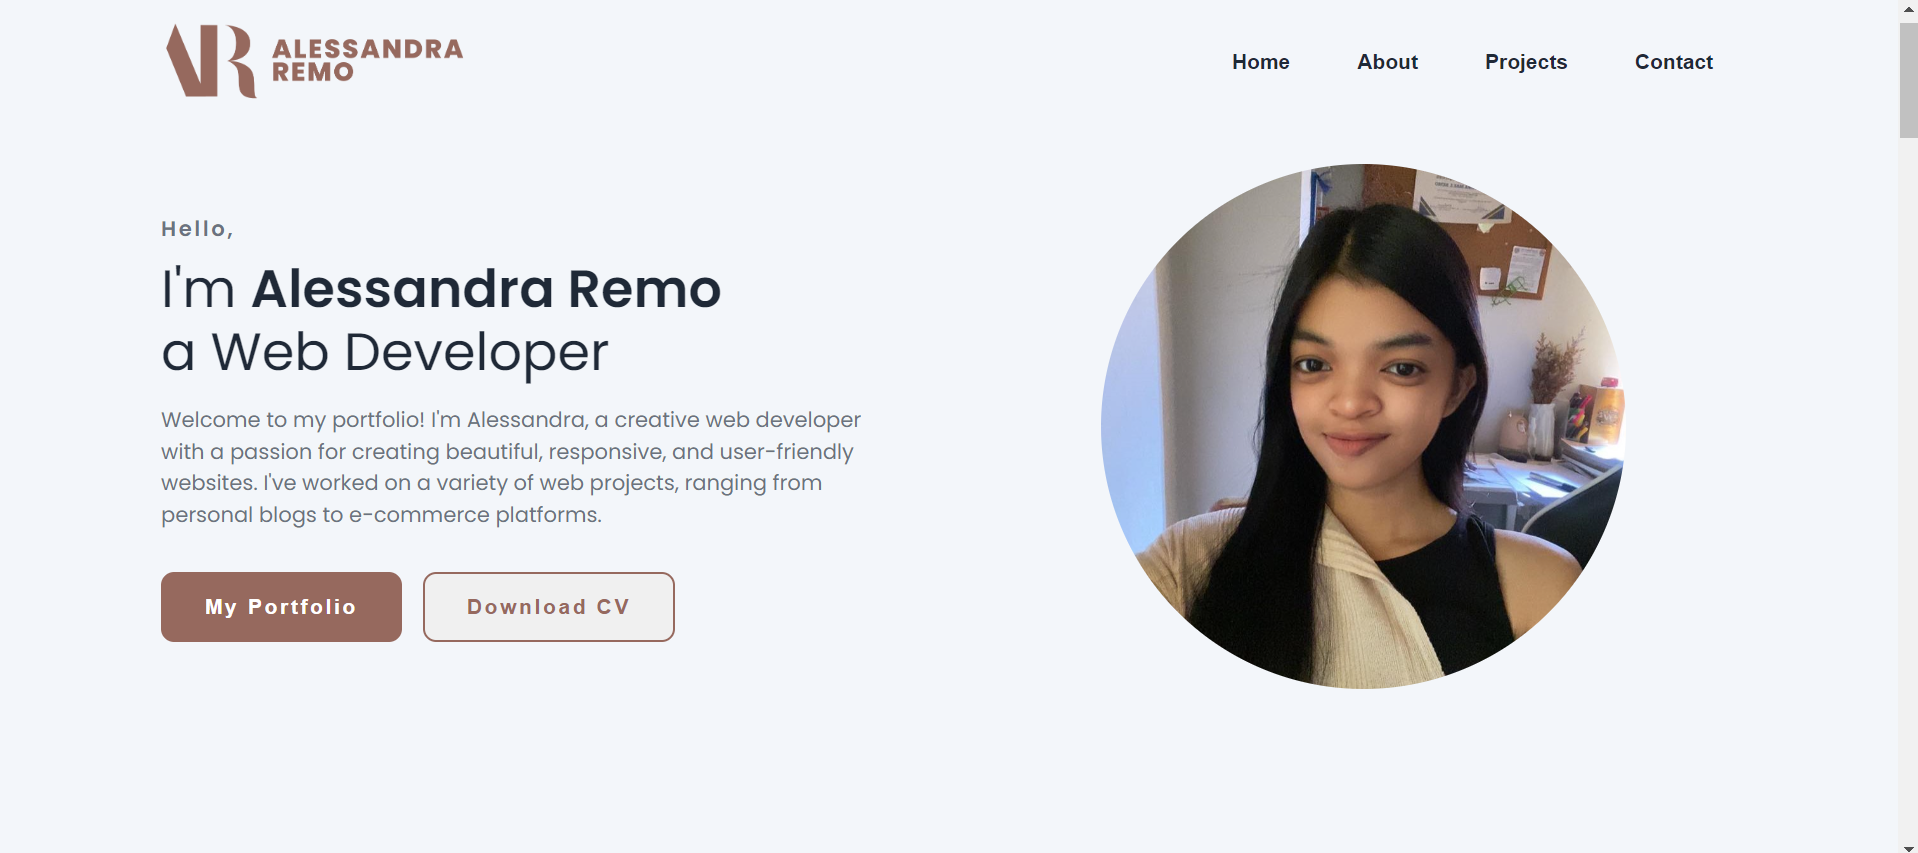 AR ALESSANDRA
REMO
Home About Projects Contact
Hello,
I'm Alessandra Remo
a Web Developer
Welcome to my portfolio! I'm Alessandra, a creative web developer
with a passion for creating beautiful, responsive, and user-friendly
websites. I've worked on a variety of web projects, ranging from
personal blogs to e-commerce platforms.
My Portfolio Download CV